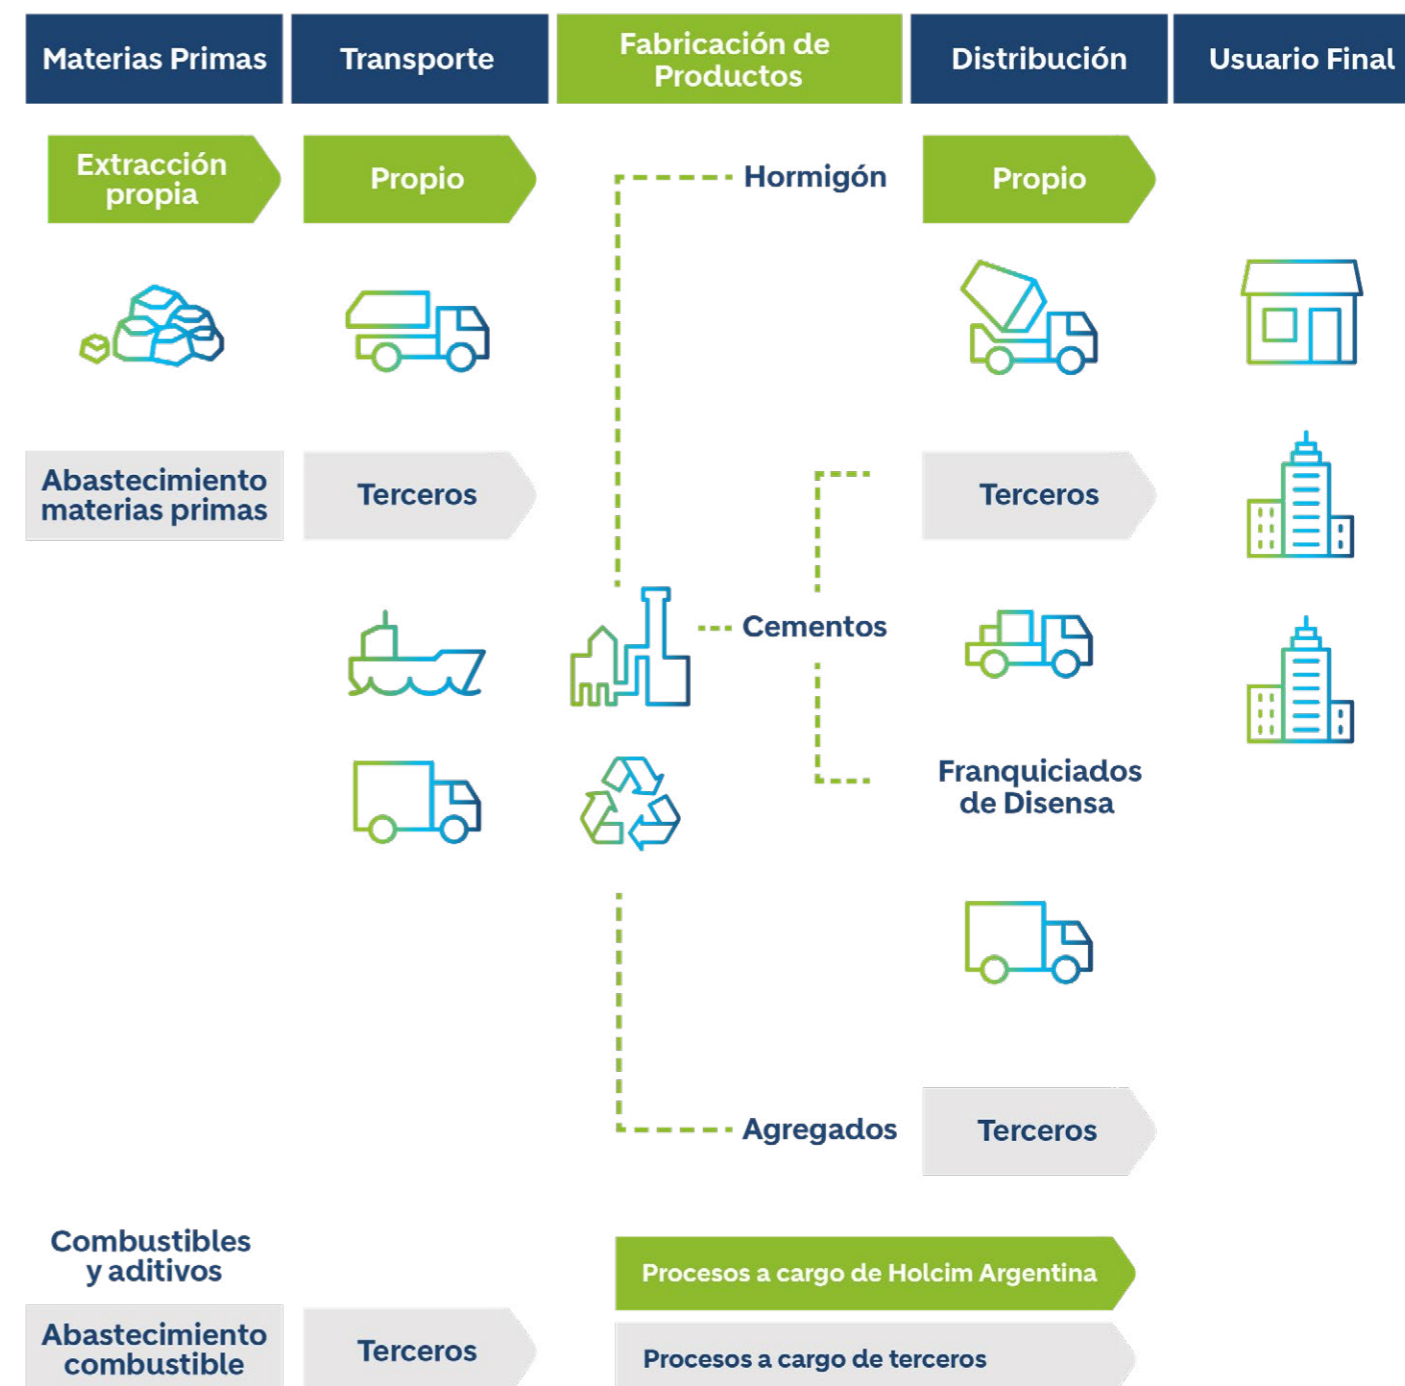 Materias Primas
Transporte
Fabricación de
Productos
Distribución
Usuario Final
Extracción
propia
Propio
Hormigón
Propio
Abastecimiento
materias primas
Terceros
Terceros
Cementos
Franquiciados
de Disensa
Agregados
Terceros
Combustibles
y aditivos
Procesos a cargo de Holcim Argentina
Abastecimiento
combustible
Terceros
Procesos a cargo de terceros